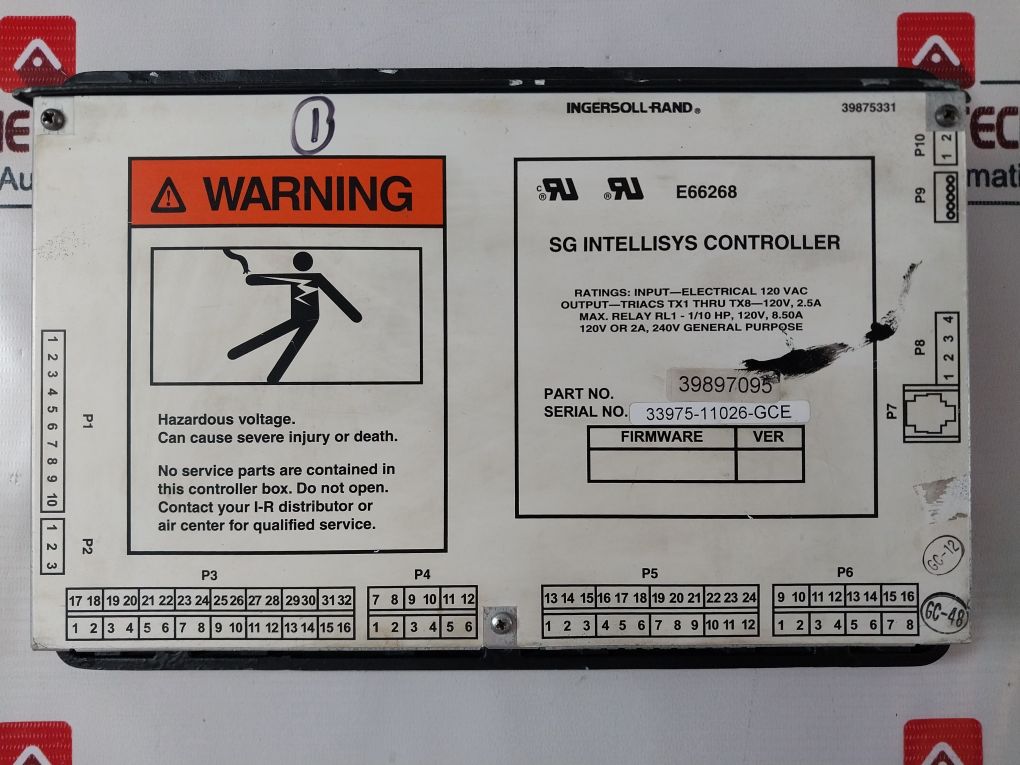 INGERSOLL-RAND®
39875331
1
WARNING
Hazardous voltage.
Can cause severe injury or death.
No service parts are contained in
this controller box. Do not open.
Contact your I-R distributor or
air center for qualified service.
E66268
SG INTELLISYS CONTROLLER
RATINGS: INPUT—ELECTRICAL 120 VAC
OUTPUT—TRIACS TX1 THRU TX8—120V, 2.5A
MAX. RELAY RL1 - 1/10 HP, 120V, 8.50A
120V OR 2A, 240V GENERAL PURPOSE
PART NO. 39897095
SERIAL NO. 33975-11026-GCE
FIRMWARE VER
P10
1 2
P9
P8
1 2 3 4
P7
P1
1 2 3 4 5 6 7 8 9 10
P2
1 2 3
P3
17 18 19 20 21 22 23 24 25 26 27 28 29 30 31 32
1 2 3 4 5 6 7 8 9 10 11 12 13 14 15 16
P4
7 8 9 10 11 12
1 2 3 4 5 6
P5
13 14 15 16 17 18 19 20 21 22 23 24
1 2 3 4 5 6 7 8 9 10 11 12
P6
9 10 11 12 13 14 15 16
1 2 3 4 5 6 7 8
GC-12
GC-48